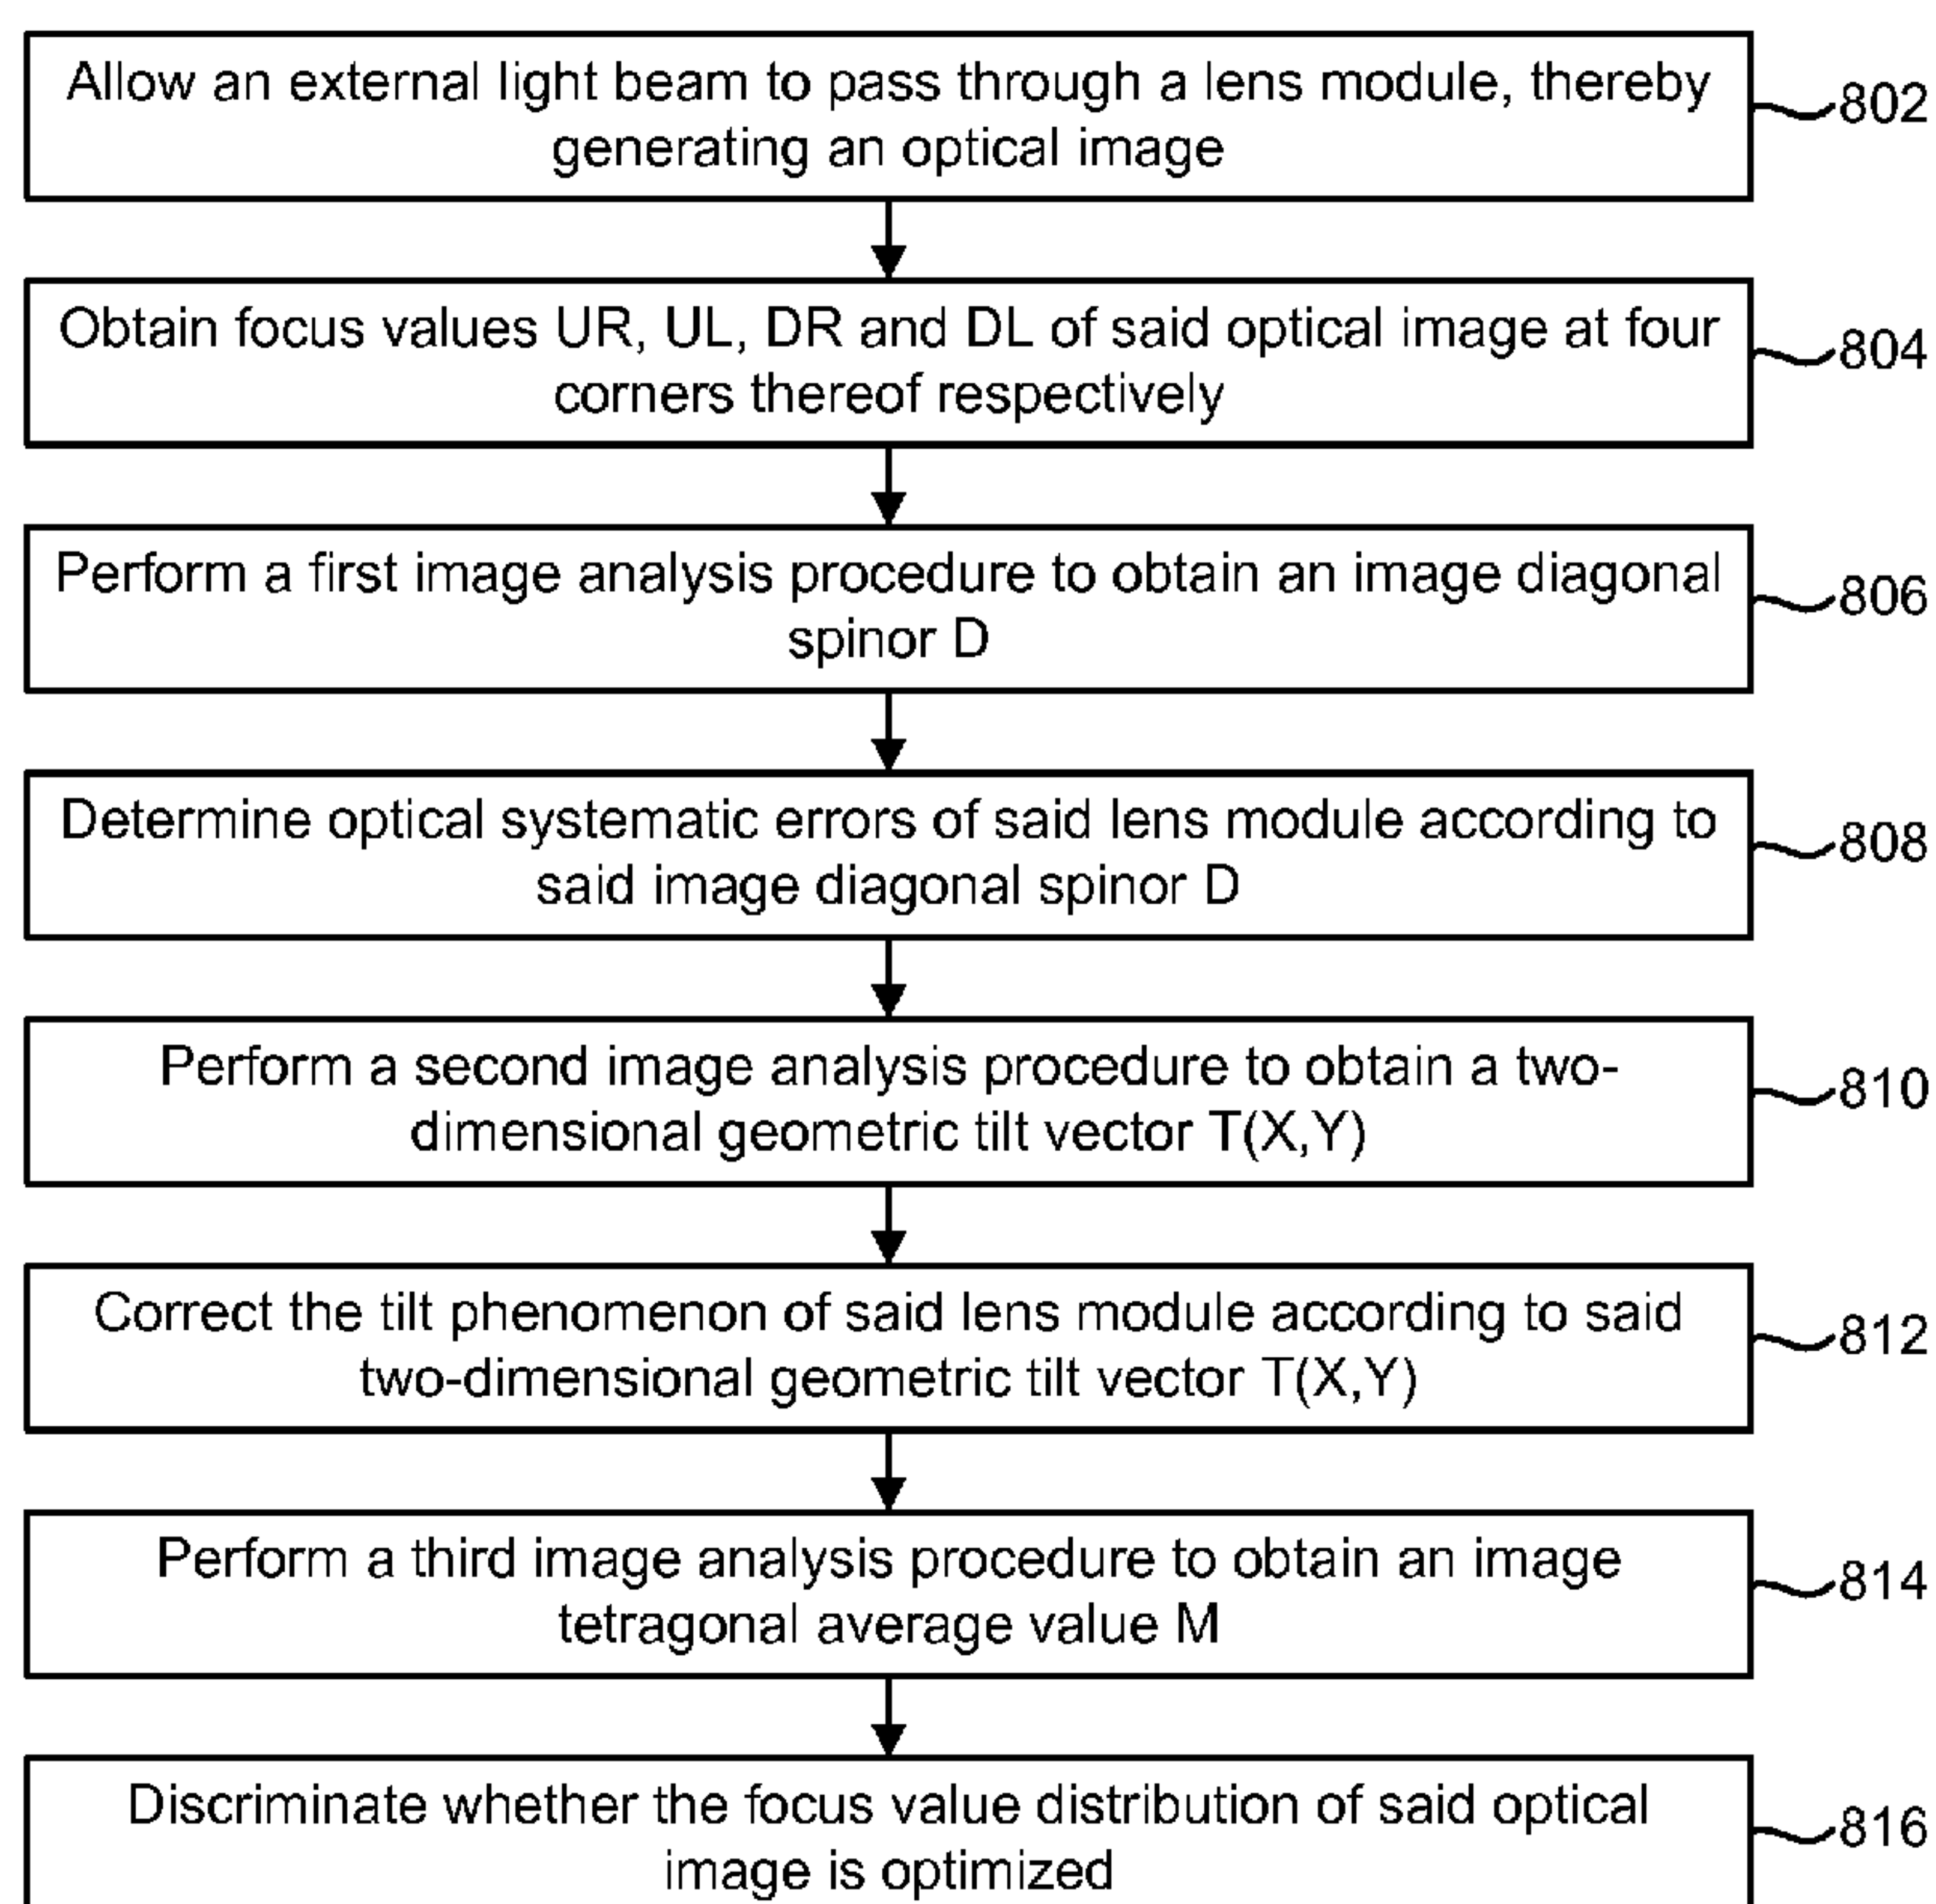 Allow an external light beam to pass through a lens module, thereby
generating an optical image
802
Obtain focus values UR, UL, DR and DL of said optical image at four
corners thereof respectively
804
Perform a first image analysis procedure to obtain an image diagonal
spinor D
806
Determine optical systematic errors of said lens module according to
said image diagonal spinor D
808
Perform a second image analysis procedure to obtain a two-
dimensional geometric tilt vector T(X,Y)
810
Correct the tilt phenomenon of said lens module according to said
two-dimensional geometric tilt vector T(X,Y)
812
Perform a third image analysis procedure to obtain an image
tetragonal average value M
814
Discriminate whether the focus value distribution of said optical
image is optimized
816